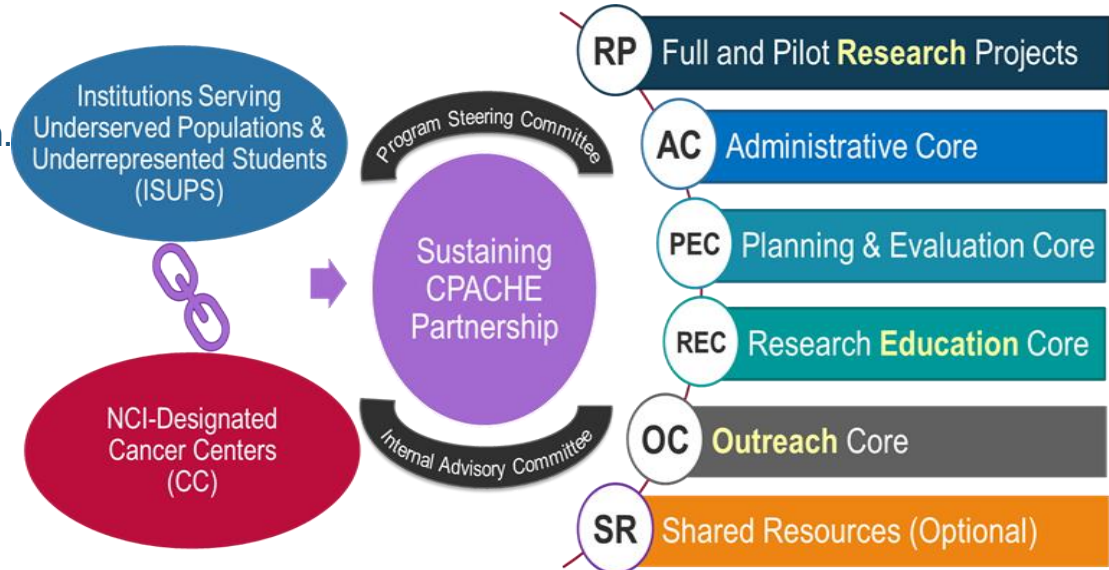 Institutions Serving
Underserved Populations &
Underrepresented Students
(ISUPS)
NCI-Designated
Cancer Centers
(CC)
Program Steering Committee
Sustaining
CPACHE
Partnership
Internal Advisory Committee
RP Full and Pilot Research Projects
AC Administrative Core
PEC Planning & Evaluation Core
REC Research Education Core
OC Outreach Core
SR Shared Resources (Optional)